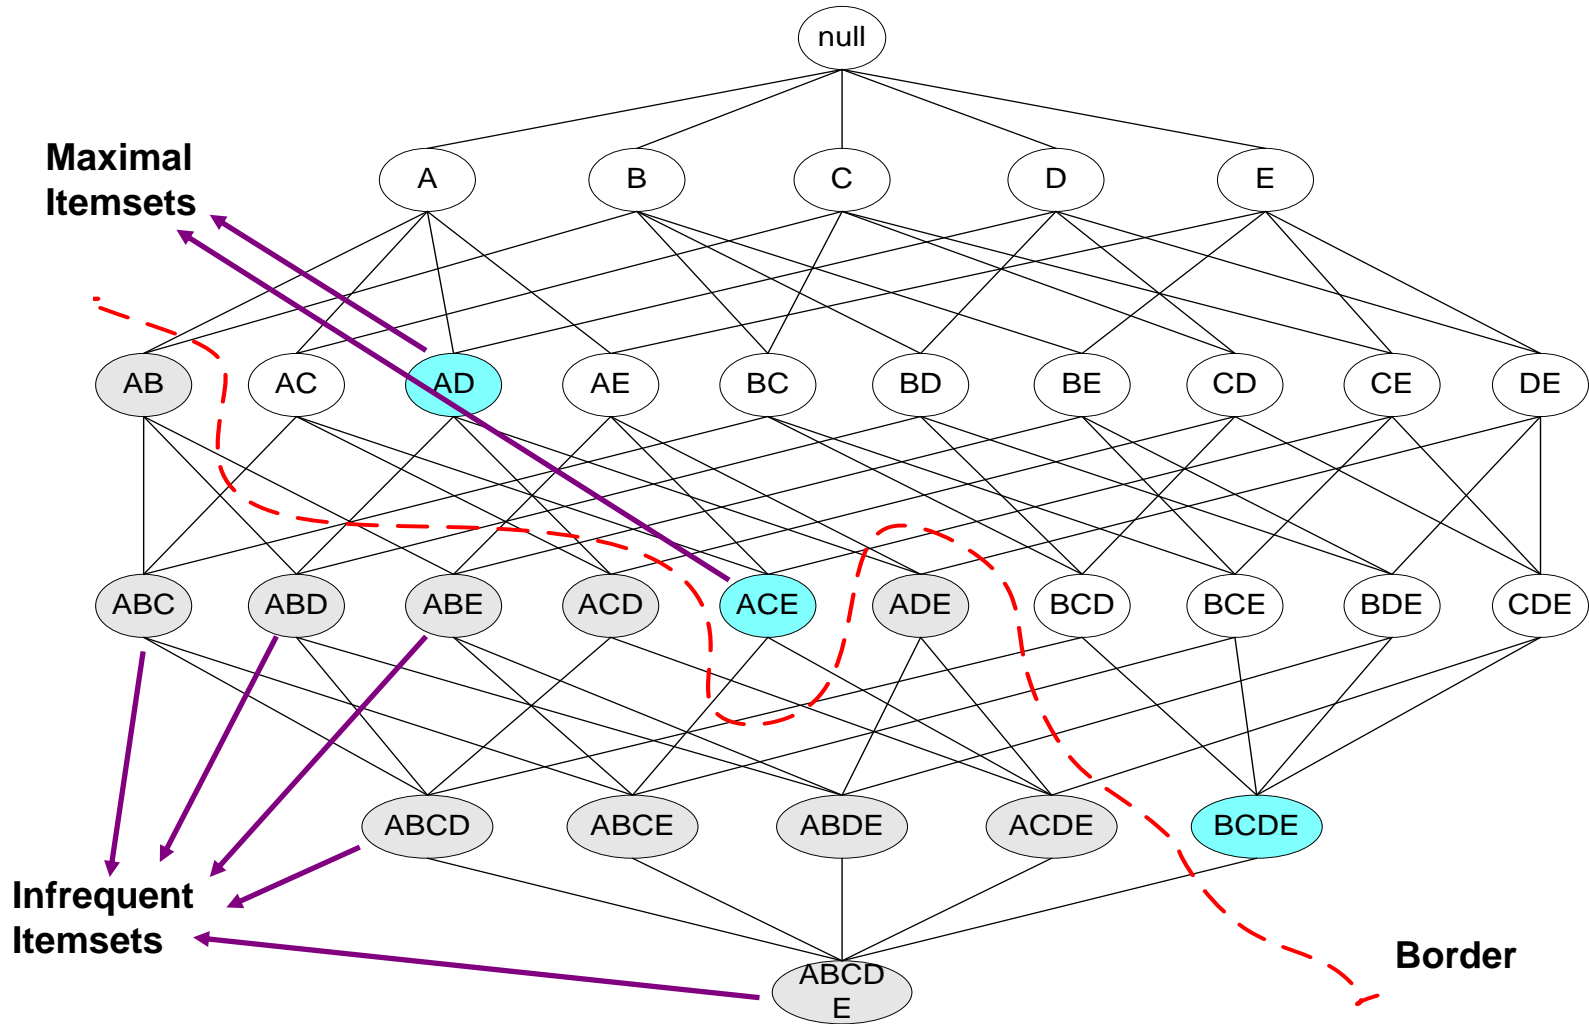 null
Maximal
Itemsets
A B C D E
AB AC AD AE BC BD BE CD CE DE
ABC ABD ABE ACD ACE ADE BCD BCE BDE CDE
ABCD ABCE ABDE ACDE BCDE
Infrequent
Itemsets
Border
ABCD
E